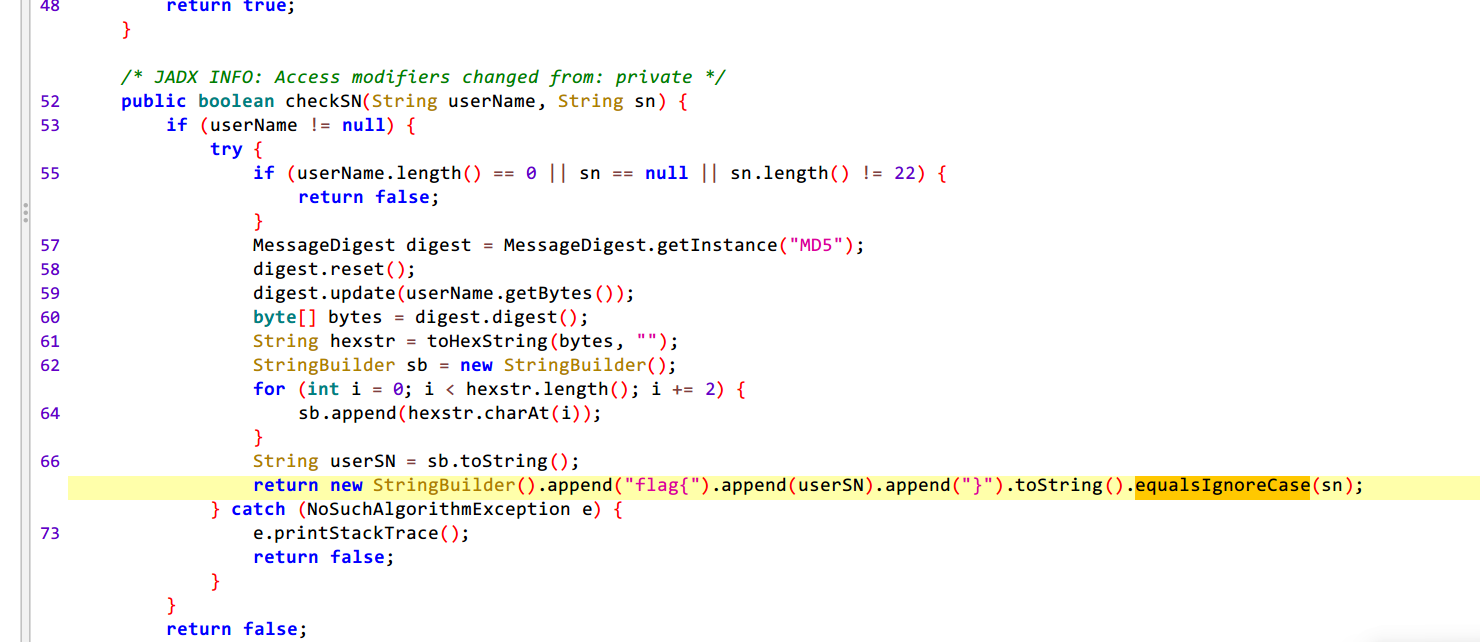 48 return true;
}
/* JADX INFO: Access modifiers changed from: private */
52 public boolean checkSN(String userName, String sn) {
53 if (userName != null) {
try {
55 if (userName.length() == 0 || sn == null || sn.length() != 22) {
return false;
}
57 MessageDigest digest = MessageDigest.getInstance("MD5");
58 digest.reset();
59 digest.update(userName.getBytes());
60 byte[] bytes = digest.digest();
61 String hexstr = toHexString(bytes, "");
62 StringBuilder sb = new StringBuilder();
for (int i = 0; i < hexstr.length(); i += 2) {
64 sb.append(hexstr.charAt(i));
}
66 String userSN = sb.toString();
return new StringBuilder().append("flag{").append(userSN).append("}").toString().equalsIgnoreCase(sn);
} catch (NoSuchAlgorithmException e) {
73 e.printStackTrace();
return false;
}
}
return false;